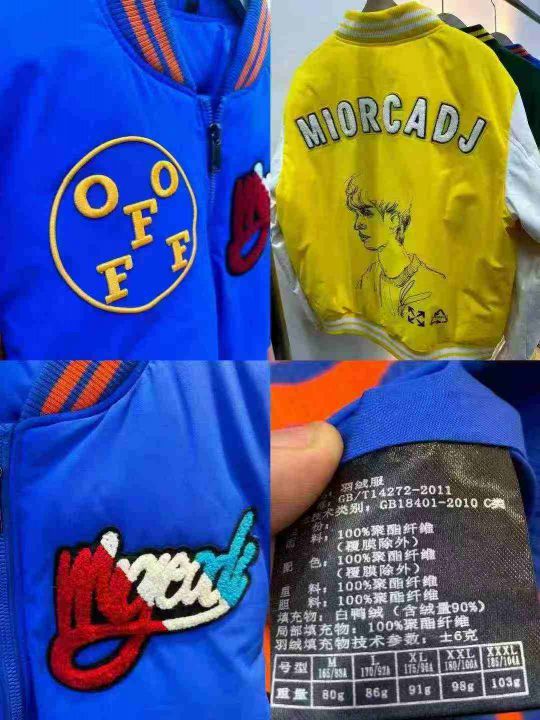 O O
F
F F
MIORCADJ
羽绒服
GB/T14272-2011
技术类别: GB18401-2010 C类
100%聚酯纤维
(覆膜除外)
配 色: 100%聚酯纤维
(覆膜除外)
里 料: 100%聚酯纤维
胆料: 100%聚酯纤维
填充物: 白鸭绒 (含绒量90%)
局部填充物: 100%聚酯纤维
羽绒填充物技术参数: ±6克
号型 M 165/88A L 170/92A XL 175/96A XXL 180/100A XXXL 185/104A
重量 80g 86g 91g 98g 103g